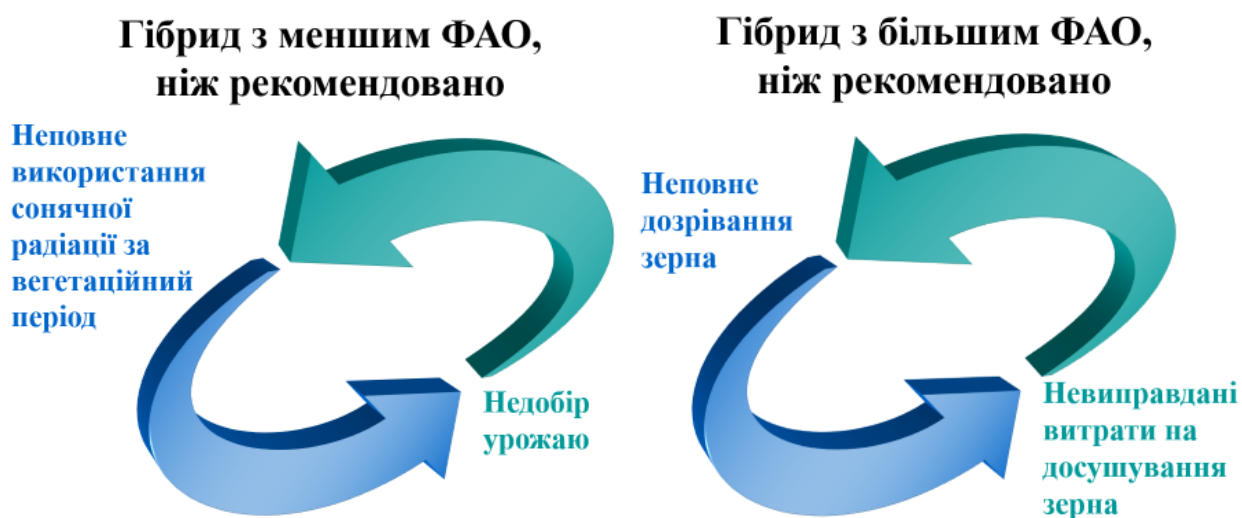 Гібрид з меншим ФАО,
ніж рекомендовано
Неповне
використання
сонячної
радіації за
вегетаційний
період
Недобір
урожаю
Гібрид з більшим ФАО,
ніж рекомендовано
Неповне
дозрівання
зерна
Невиправдані
витрати на
досушування
зерна